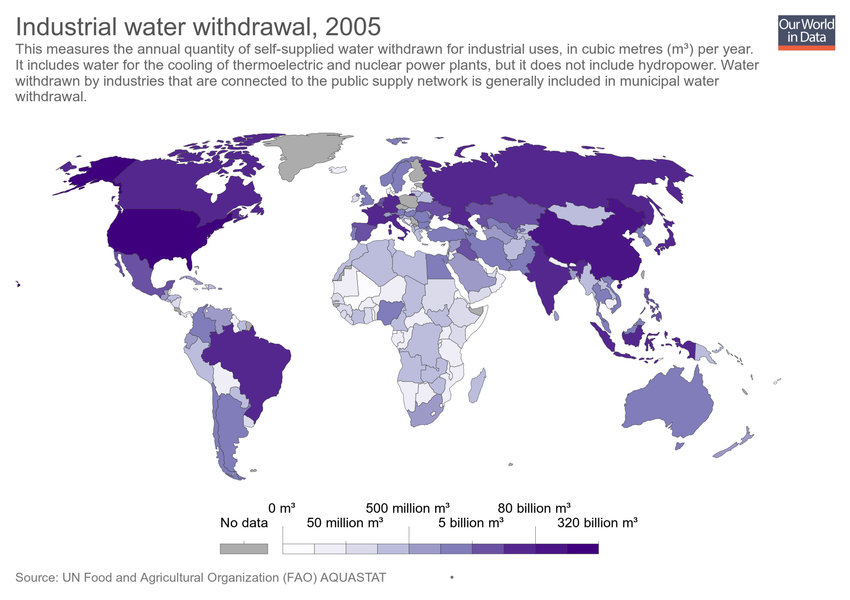 Industrial water withdrawal, 2005
Our World
in Data
This measures the annual quantity of self-supplied water withdrawn for industrial uses, in cubic metres (m³) per year.
It includes water for the cooling of thermoelectric and nuclear power plants, but it does not include hydropower. Water
withdrawn by industries that are connected to the public supply network is generally included in municipal water
withdrawal.
0 m³ 500 million m³ 80 billion m³
No data 50 million m³ 5 billion m³ 320 billion m³
Source: UN Food and Agricultural Organization (FAO) AQUASTAT •